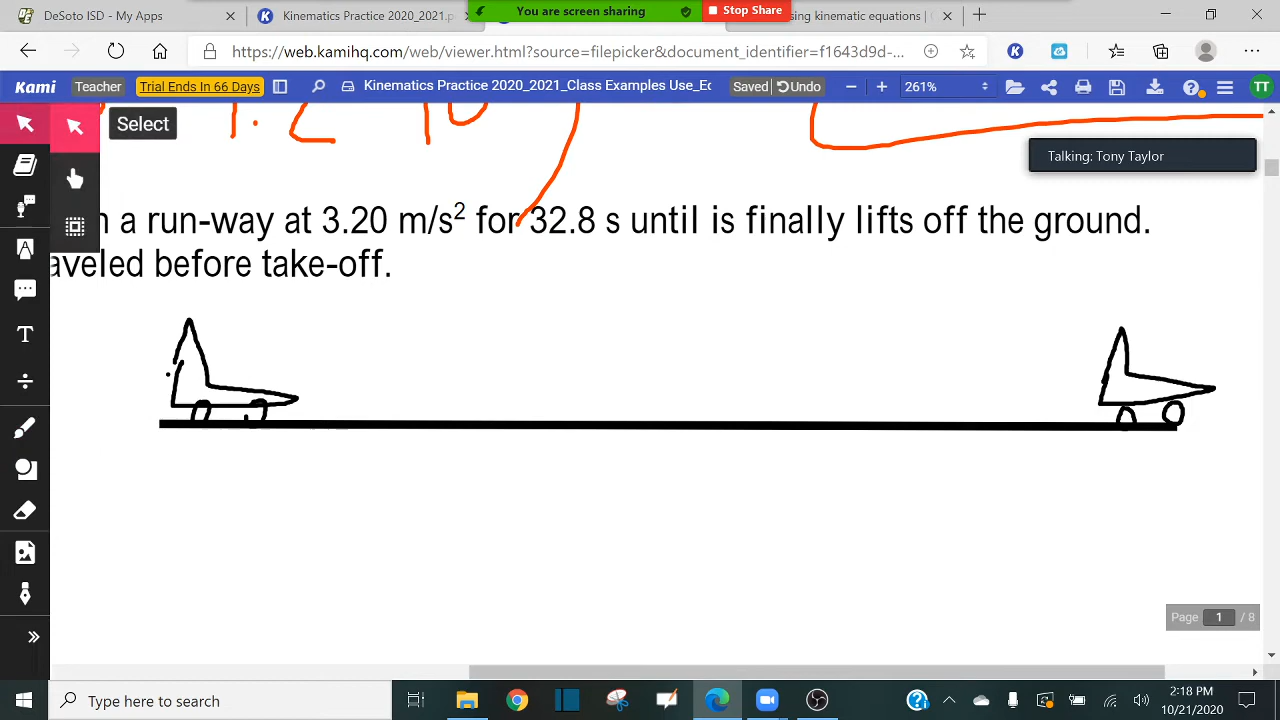 D - My Apps
Kinematics Practice 2020_2021.p
You are screen sharing
Stop Share
sing kinematic equations (
https://web.kamihq.com/web/viewer.html?source=filepicker&document_identifier=f1643d9d-...
Kami
Teacher
Trial Ends In 66 Days
Kinematics Practice 2020_2021_Class Examples Use_Ec
Saved
Undo
261%
TT
Select
Talking: Tony Taylor
n a run-way at 3.20 m/s² for 32.8 s until is finally lifts off the ground.
aveled before take-off.
Page 1 / 8
Type here to search
2:18 PM
10/21/2020